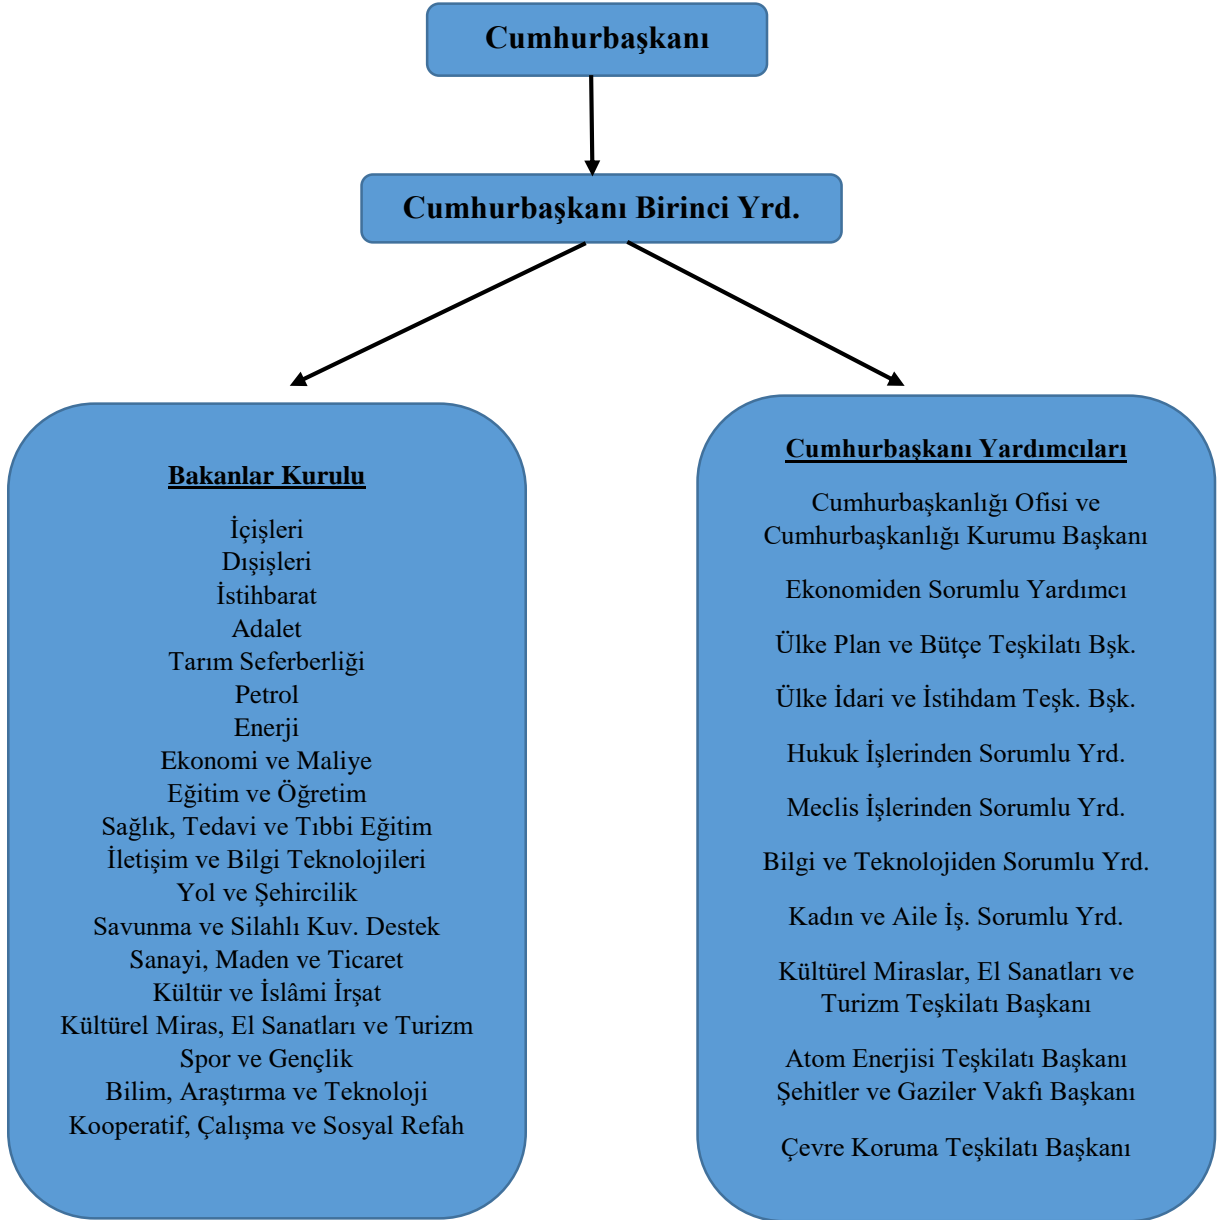 Cumhurbaşkanı
Cumhurbaşkanı Birinci Yrd.
Bakanlar Kurulu
İçişleri
Dışişleri
İstihbarat
Adalet
Tarım Seferberliği
Petrol
Enerji
Ekonomi ve Maliye
Eğitim ve Öğretim
Sağlık, Tedavi ve Tıbbi Eğitim
İletişim ve Bilgi Teknolojileri
Yol ve Şehircilik
Savunma ve Silahlı Kuv. Destek
Sanayi, Maden ve Ticaret
Kültür ve İslâmi İrşat
Kültürel Miras, El Sanatları ve Turizm
Spor ve Gençlik
Bilim, Araştırma ve Teknoloji
Kooperatif, Çalışma ve Sosyal Refah
Cumhurbaşkanı Yardımcıları
Cumhurbaşkanlığı Ofisi ve
Cumhurbaşkanlığı Kurumu Başkanı
Ekonomiden Sorumlu Yardımcı
Ülke Plan ve Bütçe Teşkilatı Bşk.
Ülke İdari ve İstihdam Teşk. Bşk.
Hukuk İşlerinden Sorumlu Yrd.
Meclis İşlerinden Sorumlu Yrd.
Bilgi ve Teknolojiden Sorumlu Yrd.
Kadın ve Aile İş. Sorumlu Yrd.
Kültürel Miraslar, El Sanatları ve
Turizm Teşkilatı Başkanı
Atom Enerjisi Teşkilatı Başkanı
Şehitler ve Gaziler Vakfı Başkanı
Çevre Koruma Teşkilatı Başkanı